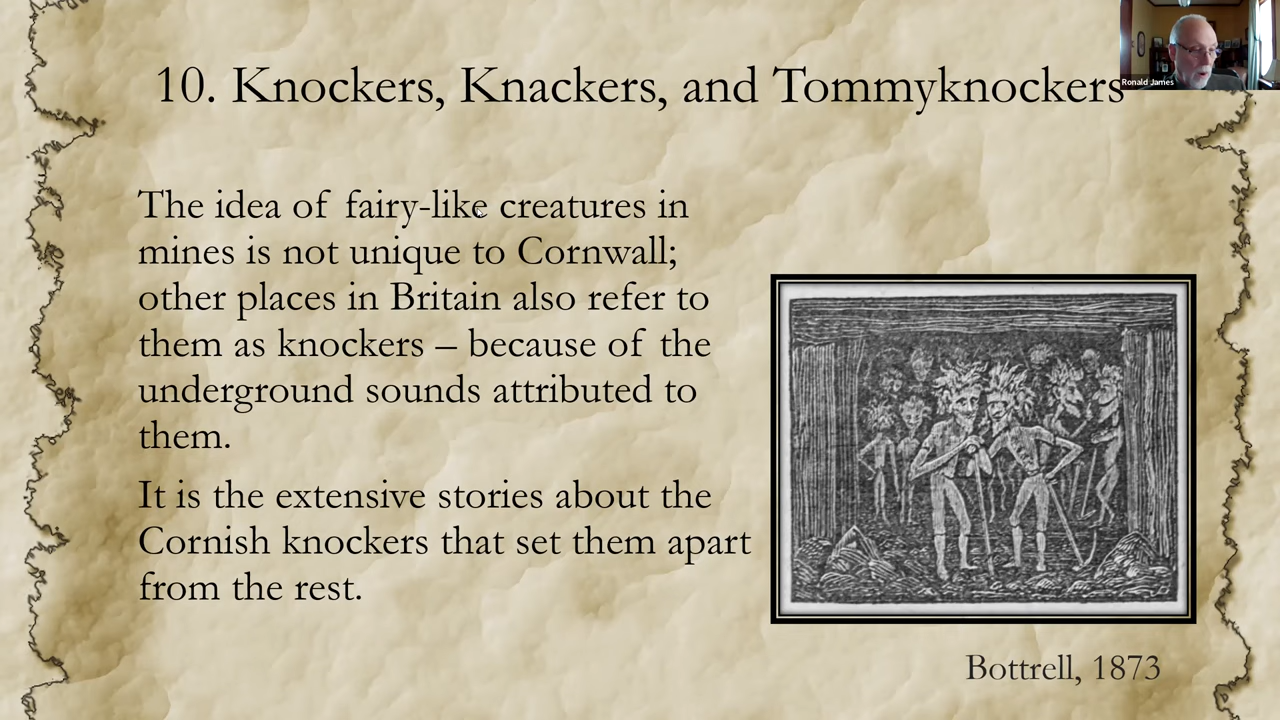 10. Knockers, Knackers, and Tommyknockers
Ronald James
The idea of fairy-like creatures in
mines is not unique to Cornwall;
other places in Britain also refer to
them as knockers – because of the
underground sounds attributed to
them.
It is the extensive stories about the
Cornish knockers that set them apart
from the rest.
Bottrell, 1873